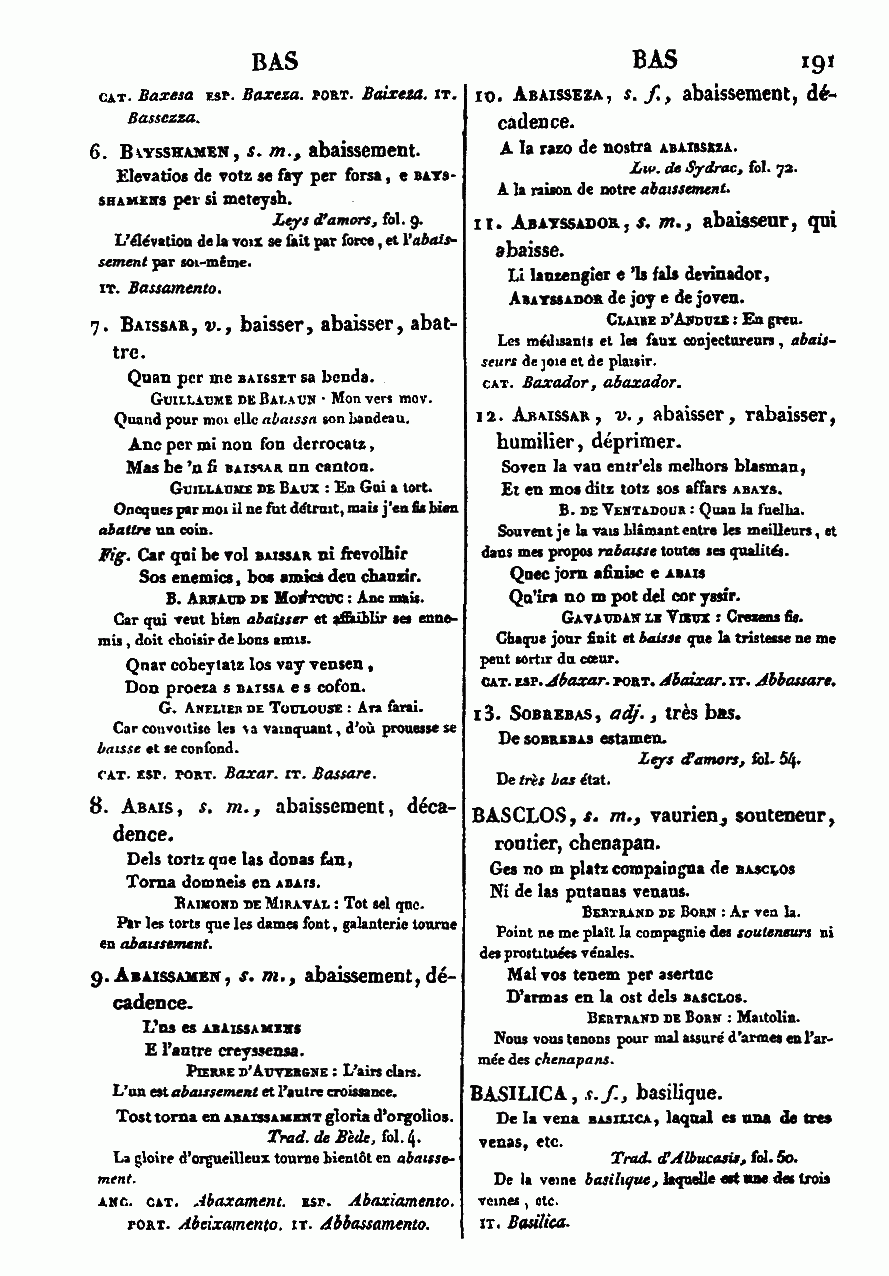 BAS
BAS 191
CAT. Baxesa ESP. Baxeza. PORT. Baixeza. IT.
Bassezza.
6. BAYSSHAMEN, s. m., abaissement.
Elevatios de votz se fay per forsa, e BAYS-
SHAMENS per si meteysh.
Leys d'amors, fol. 9.
L'élévation de la voix se fait par force, et l'abais-
sement par soi-même.
IT. Bassamento.
7. BAISSAR, v., baisser, abaisser, abat-
tre.
Quan per me BAISSET sa benda.
GUILLAUME DE BALAUN : Mon vers mov.
Quand pour moi elle abaissa son bandeau.
Anc per mi non fon derrocatz,
Mas be 'n fi BAISSAR un canton.
GUILLAUME DE BAUX : En Gui a tort.
Oncques par moi il ne fut détruit, mais j'en fis bien
abattre un coin.
Fig. Car qui be vol BAISSAR ni frevolhir
Sos enemics, bos amics deu chauzir.
B. ARNAUD DE MONTCUC : Anc mais.
Car qui veut bien abaisser et affaiblir ses enne-
mis, doit choisir de bons amis.
Quar cobeytatz los vay vensen,
Don proeza s BAISSA e s cofon.
G. ANELIER DE TOULOUSE : Ara farai.
Car convoitise les va vainquant, d'où prouesse se
baisse et se confond.
CAT. ESP. PORT. Baxar. IT. Bassare.
8. ABAIS, s. m., abaissement, déca-
dence.
Dels tortz que las donas fan,
Torna domneis en ABAIS.
RAIMOND DE MIRAVAL : Tot sel que.
Par les torts que les dames font, galanterie tourne
en abaissement.
9. ABAISSAMEN, s. m., abaissement, dé-
cadence.
L'us es ABAISSAMENS
E l'autre creyssensa.
PIERRE D'AUVERGNE : L'airs clars.
L'un est abaissement et l'autre croissance.
Tost torna en ABAISSAMENT gloria d'orgolios.
Trad. de Bède, fol. 4.
La gloire d'orgueilleux tourne bientôt en abaisse-
ment.
ANC. CAT. Abaxament. ESP. Abaxiamento.
PORT. Abeixamento. IT. Abbassamento.
10. ABAISSEZA, s. f., abaissement, dé-
cadence.
A la razo de nostra ABAISSEZA.
Liv. de Sydrac, fol. 72.
A la raison de notre abaissement.
11. ABAYSSADOR, s. m., abaisseur, qui
abaisse.
Li lauzengier e 'ls fals devinador,
ABAYSSADOR de joy e de joven.
CLAIRE D'ANDUZE : En greu.
Les médisants et les faux conjectureurs, abais-
seurs de joie et de plaisir.
CAT. Baxador, abaxador.
12. ABAISSAR, v., abaisser, rabaisser,
humilier, déprimer.
Soven la vau entr'els melhors blasman,
Et en mos ditz totz sos affars ABAYS.
B. DE VENTADOUR : Quan la fuelha.
Souvent je la vais blâmant entre les meilleurs, et
dans mes propos rabaisse toutes ses qualités.
Quec jorn afinisc e ABAIS
Qu'ira no m pot del cor yssir.
GAVAUDAN LE VIEUX : Crezens fis.
Chaque jour finit et baisse que la tristesse ne me
peut sortir du cœur.
CAT. ESP. Abaxar. PORT. Abaixar. IT. Abbassare.
13. SOBREBAS, adj., très bas.
De SOBREBAS estamen.
Leys d'amors, fol. 54.
De très bas état.
BASCLOS, s. m., vaurien, souteneur,
routier, chenapan.
Ges no m platz compaingna de BASCLOS
Ni de las putanas venaus.
BERTRAND DE BORN : Ar ven la.
Point ne me plaît la compagnie des souteneurs ni
des prostituées vénales.
Mal vos tenem per asertuc
D'armas en la ost dels BASCLOS.
BERTRAND DE BORN : Maitolin.
Nous vous tenons pour mal assuré d'armes en l'ar-
mée des chenapans.
BASILICA, s. f., basilique.
De la vena BASILICA, laqual es una de tres
venas, etc.
Trad. d'Albucasis, fol. 50.
De la veine basilique, laquelle est une des trois
veines, etc.
IT. Basilica.